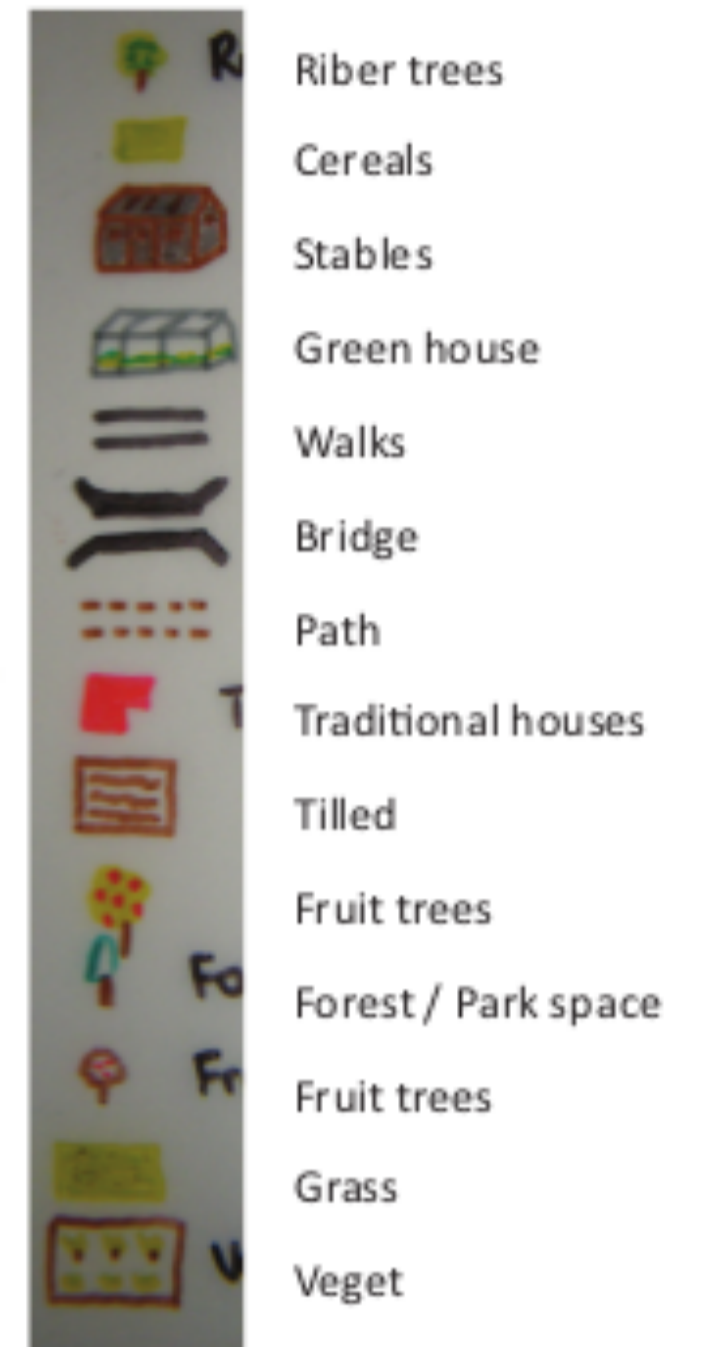 Riber trees
Cereals
Stables
Green house
Walks
Bridge
Path
Traditional houses
Tilled
Fruit trees
Forest / Park space
Fruit trees
Grass
Veget